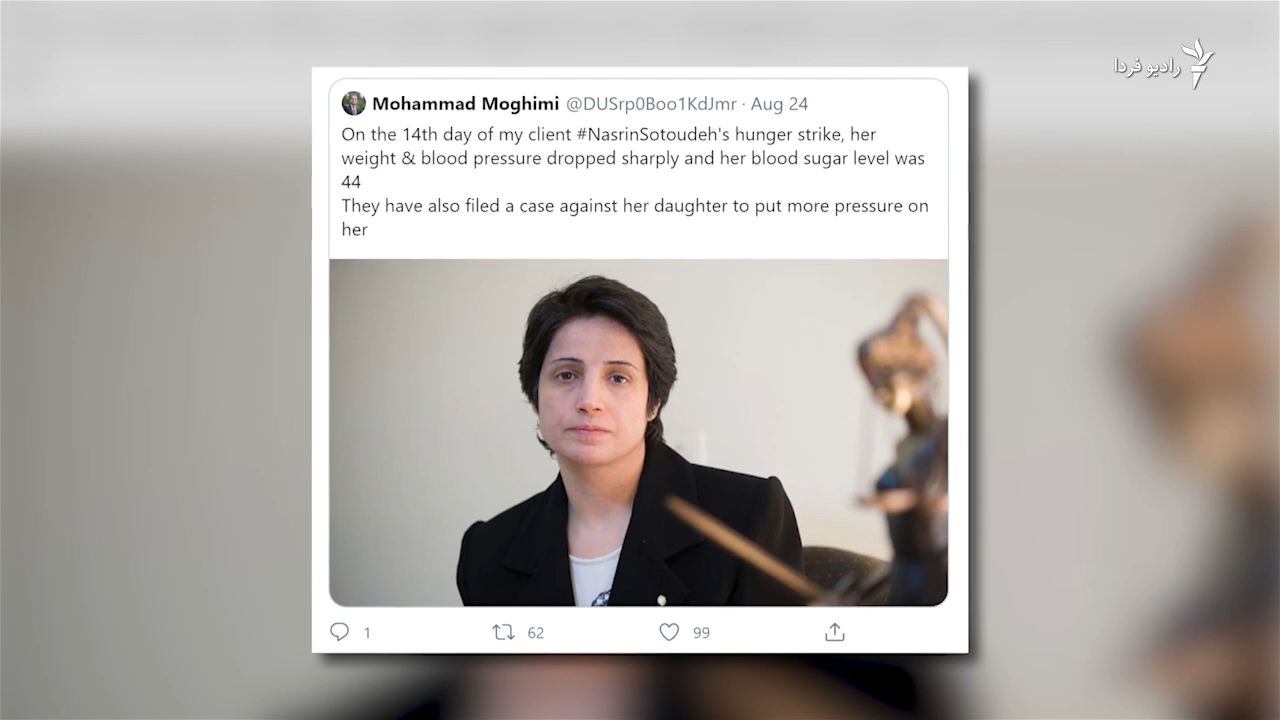 رادیو فردا
Mohammad Moghimi @DUSrp0Boo1KdJmr · Aug 24
On the 14th day of my client #NasrinSotoudeh's hunger strike, her
weight & blood pressure dropped sharply and her blood sugar level was
44
They have also filed a case against her daughter to put more pressure on
her
1 62 99